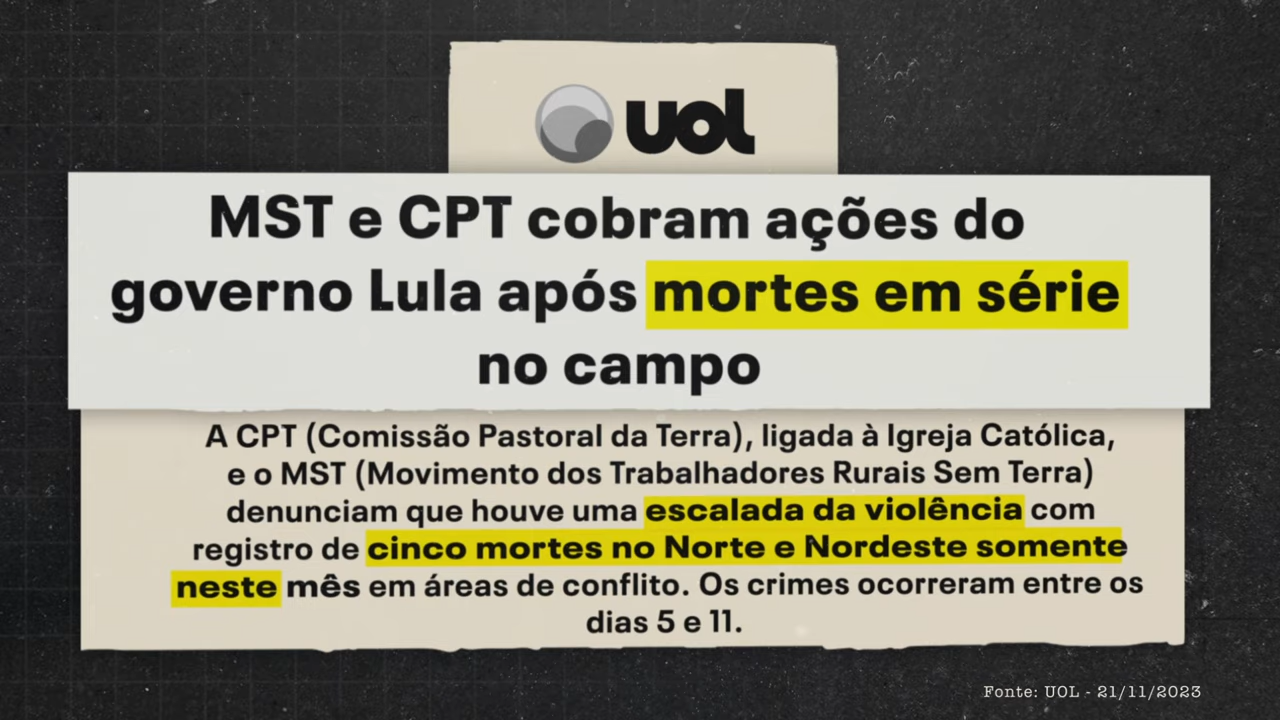 uol
MST e CPT cobram ações do
governo Lula após mortes em série
no campo
A CPT (Comissão Pastoral da Terra), ligada à Igreja Católica,
e o MST (Movimento dos Trabalhadores Rurais Sem Terra)
denunciam que houve uma escalada da violência com
registro de cinco mortes no Norte e Nordeste somente
neste mês em áreas de conflito. Os crimes ocorreram entre os
dias 5 e 11.
Fonte: UOL - 21/11/2023